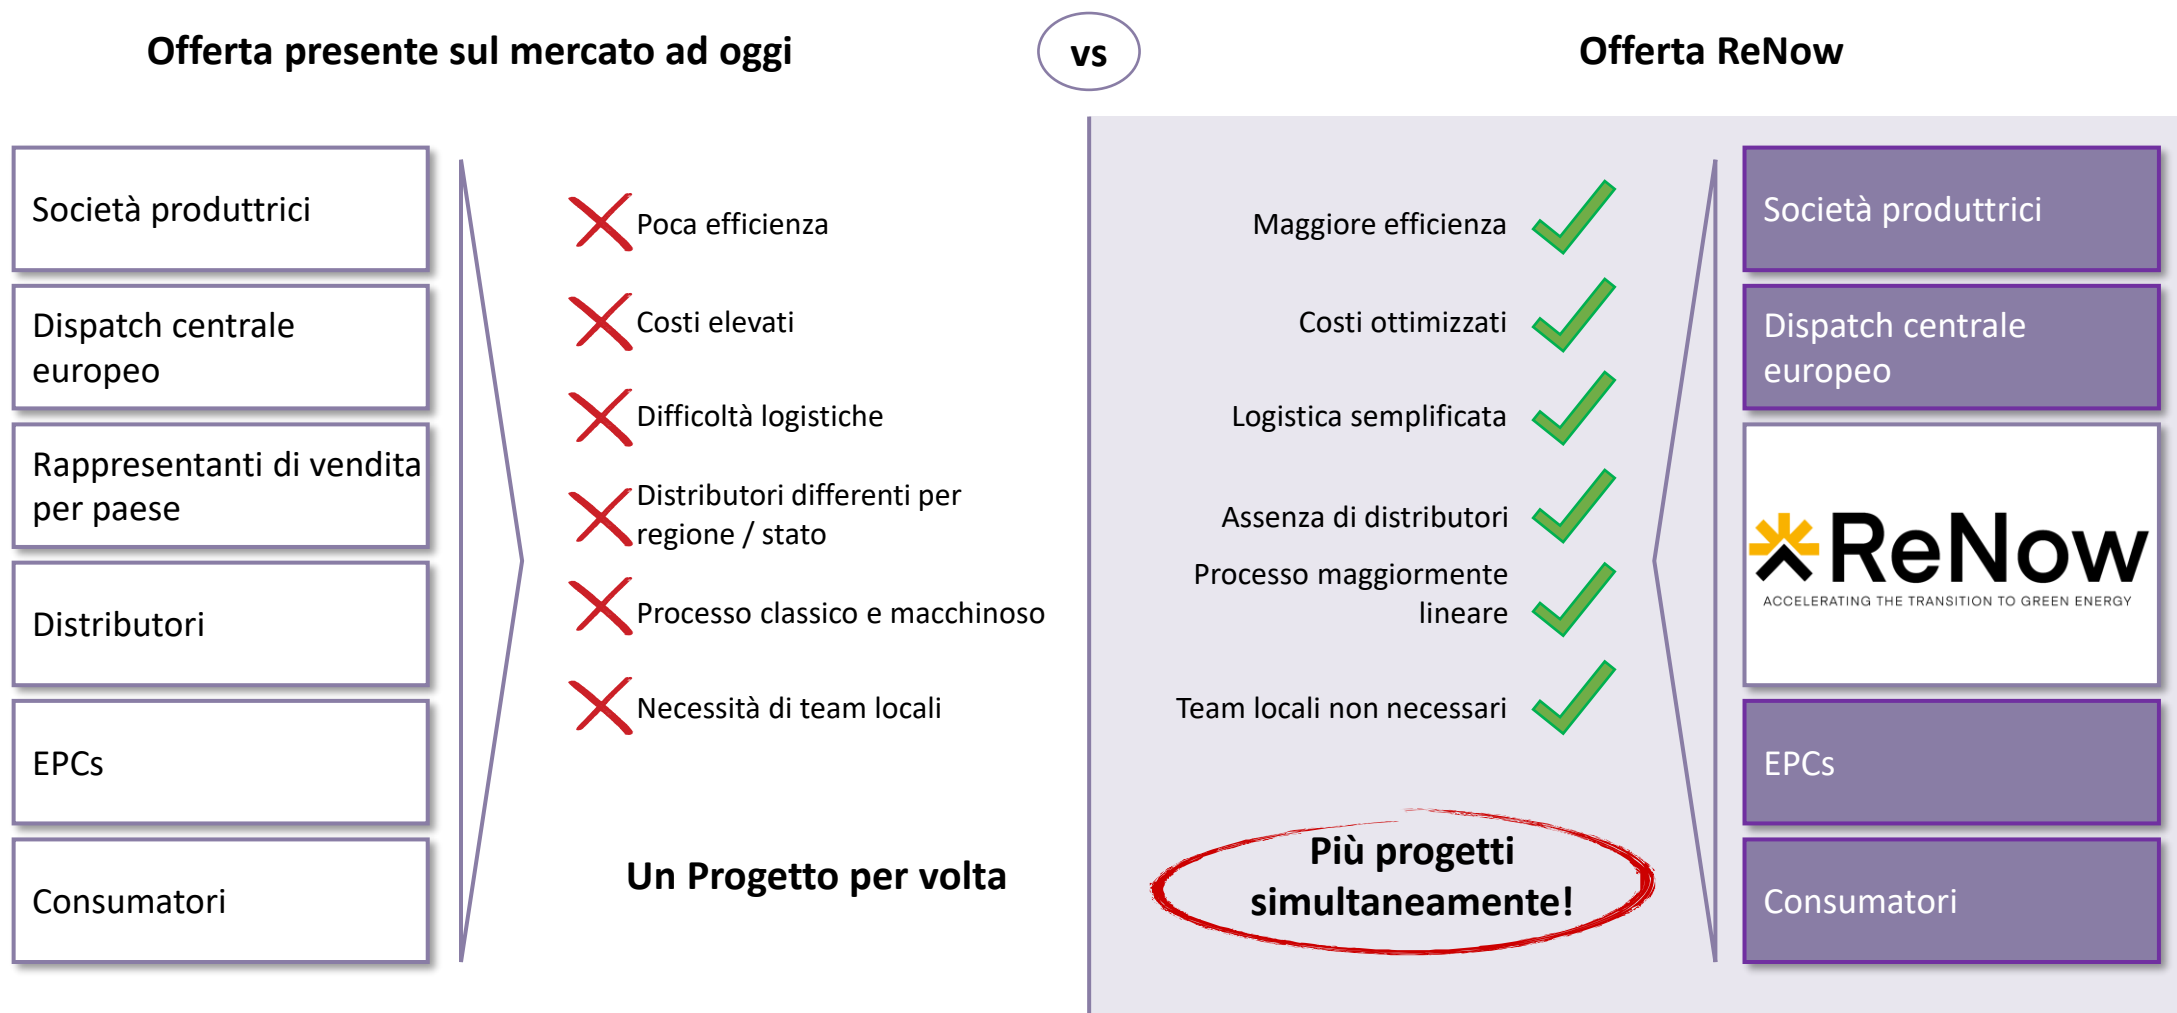 Offerta presente sul mercato ad oggi
vs
Offerta ReNow
Società produttrici
Dispatch centrale
europeo
Rappresentanti di vendita
per paese
Distributori
EPCs
Consumatori
Poca efficienza
Costi elevati
Difficoltà logistiche
Distributori differenti per
regione / stato
Processo classico e macchinoso
Necessità di team locali
Un Progetto per volta
Maggiore efficienza
Costi ottimizzati
Logistica semplificata
Assenza di distributori
Processo maggiormente
lineare
Team locali non necessari
Più progetti
simultaneamente!
Società produttrici
Dispatch centrale
europeo
ReNow
ACCELERATING THE TRANSITION TO GREEN ENERGY
EPCs
Consumatori